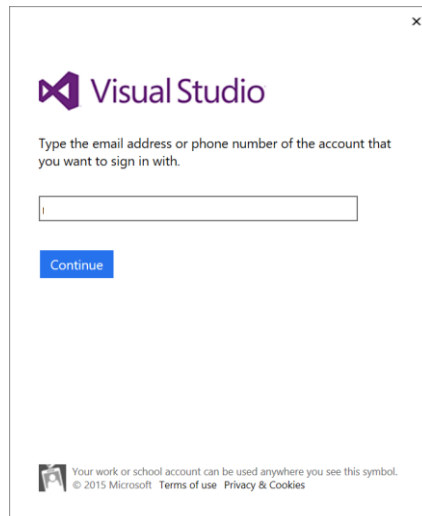 Visual Studio
Type the email address or phone number of the account that
you want to sign in with.
Continue
Your work or school account can be used anywhere you see this symbol.
© 2015 Microsoft Terms of use Privacy & Cookies